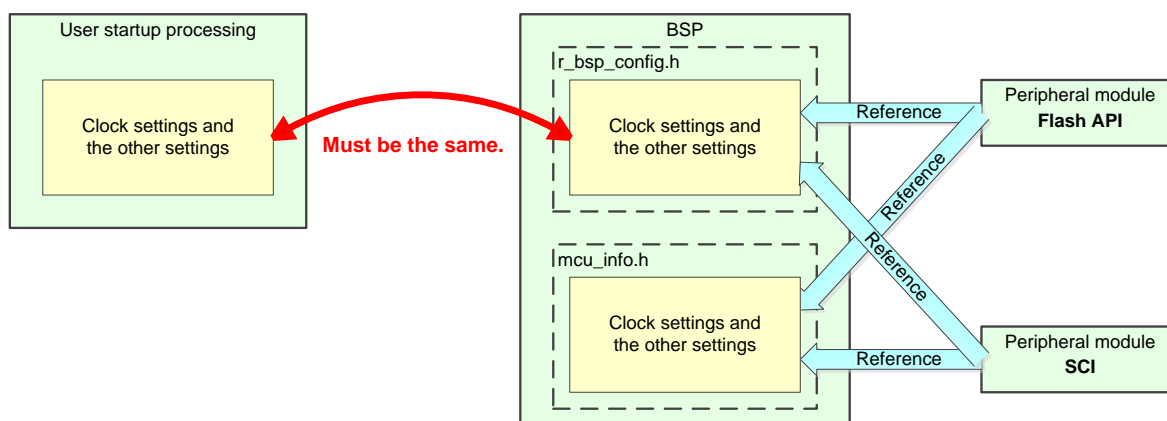 User startup processing
Clock settings and
the other settings
Must be the same.
BSP
r_bsp_config.h
Clock settings and
the other settings
mcu_info.h
Clock settings and
the other settings
Reference
Reference
Reference
Reference
Peripheral module
Flash API
Peripheral module
SCI